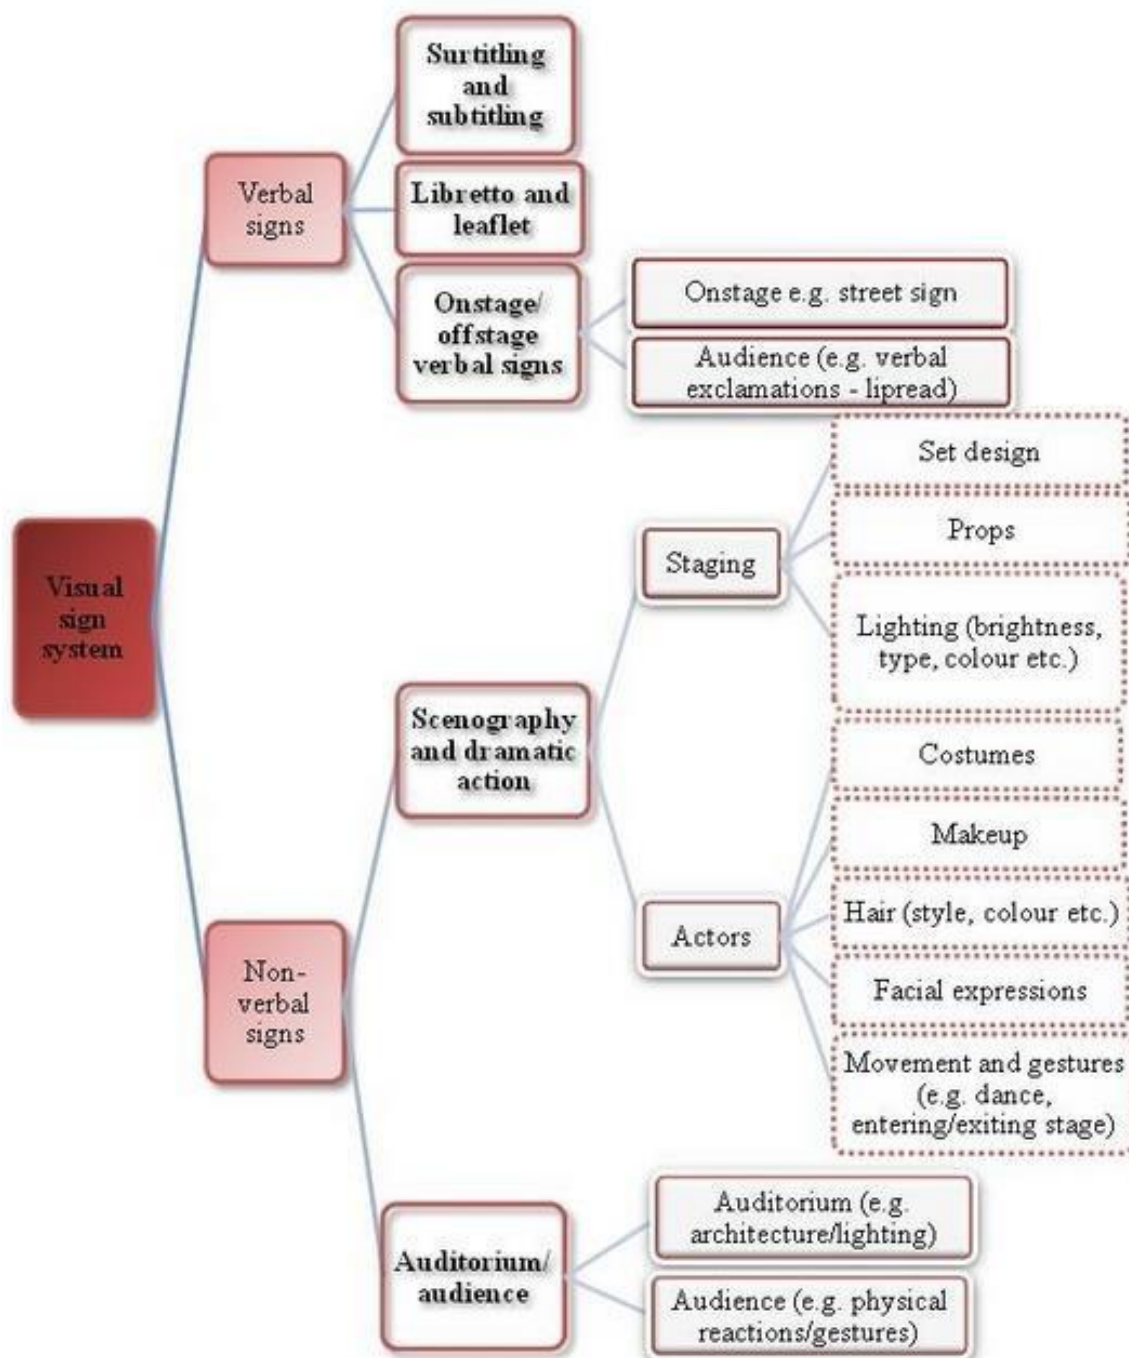 Surtitling
and
subtitling
Verbal
signs
Libretto and
leaflet
Onstage/
offstage
verbal signs
Onstage e.g. street sign
Audience (e.g. verbal
exclamations - lipread)
Set design
Props
Staging
Lighting (brightness,
type, colour etc.)
Visual
sign
system
Scenography
and dramatic
action
Costumes
Makeup
Hair (style, colour etc.)
Actors
Facial expressions
Movement and gestures
(e.g. dance,
entering/exiting stage)
Non-
verbal
signs
Auditorium/
audience
Auditorium (e.g.
architecture/lighting)
Audience (e.g. physical
reactions/gestures)